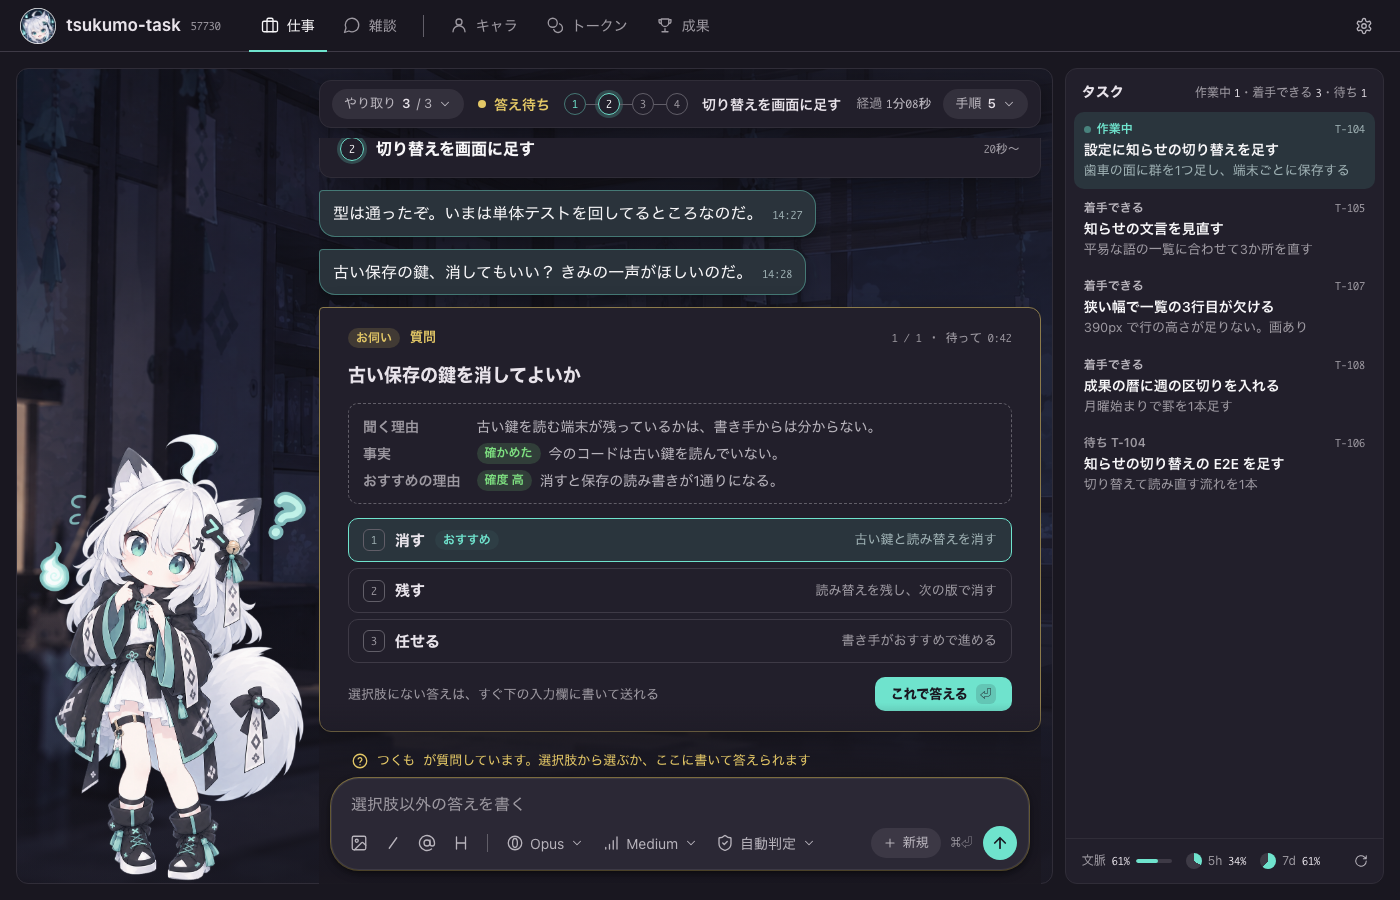 tsukumo-task 57730
仕事
雑談
キャラ
トークン
成果
やり取り 3 / 3
答え待ち
1 2 3 4
切り替えを画面に足す
経過 1分08秒
手順 5
2 切り替えを画面に足す 20秒〜
型は通ったぞ。いまは単体テストを回してるところなのだ。 14:27
古い保存の鍵、消してもいい？ きみの一声がほしいのだ。 14:28
お伺い 質問 1 / 1 ・ 待って 0:42
古い保存の鍵を消してよいか
聞く理由 古い鍵を読む端末が残っているかは、書き手からは分からない。
事実 確かめた 今のコードは古い鍵を読んでいない。
おすすめの理由 確度 高 消すと保存の読み書きが1通りになる。
1 消す おすすめ 古い鍵と読み替えを消す
2 残す 読み替えを残し、次の版で消す
3 任せる 書き手がおすすめで進める
選択肢にない答えは、すぐ下の入力欄に書いて送れる
これで答える ⏎
つくも が質問しています。選択肢から選ぶか、ここに書いて答えられます
選択肢以外の答えを書く
Opus
Medium
自動判定
+ 新規
⌘⏎
タスク 作業中 1・着手できる 3・待ち 1
作業中 T-104
設定に知らせの切り替えを足す
歯車の面に群を1つ足し、端末ごとに保存する
着手できる T-105
知らせの文言を見直す
平易な語の一覧に合わせて3か所を直す
着手できる T-107
狭い幅で一覧の3行目が欠ける
390px で行の高さが足りない。画あり
着手できる T-108
成果の暦に週の区切りを入れる
月曜始まりで罫を1本足す
待ち T-104 T-106
知らせの切り替えの E2E を足す
切り替えて読み直す流れを1本
文脈 61% 5h 34% 7d 61%